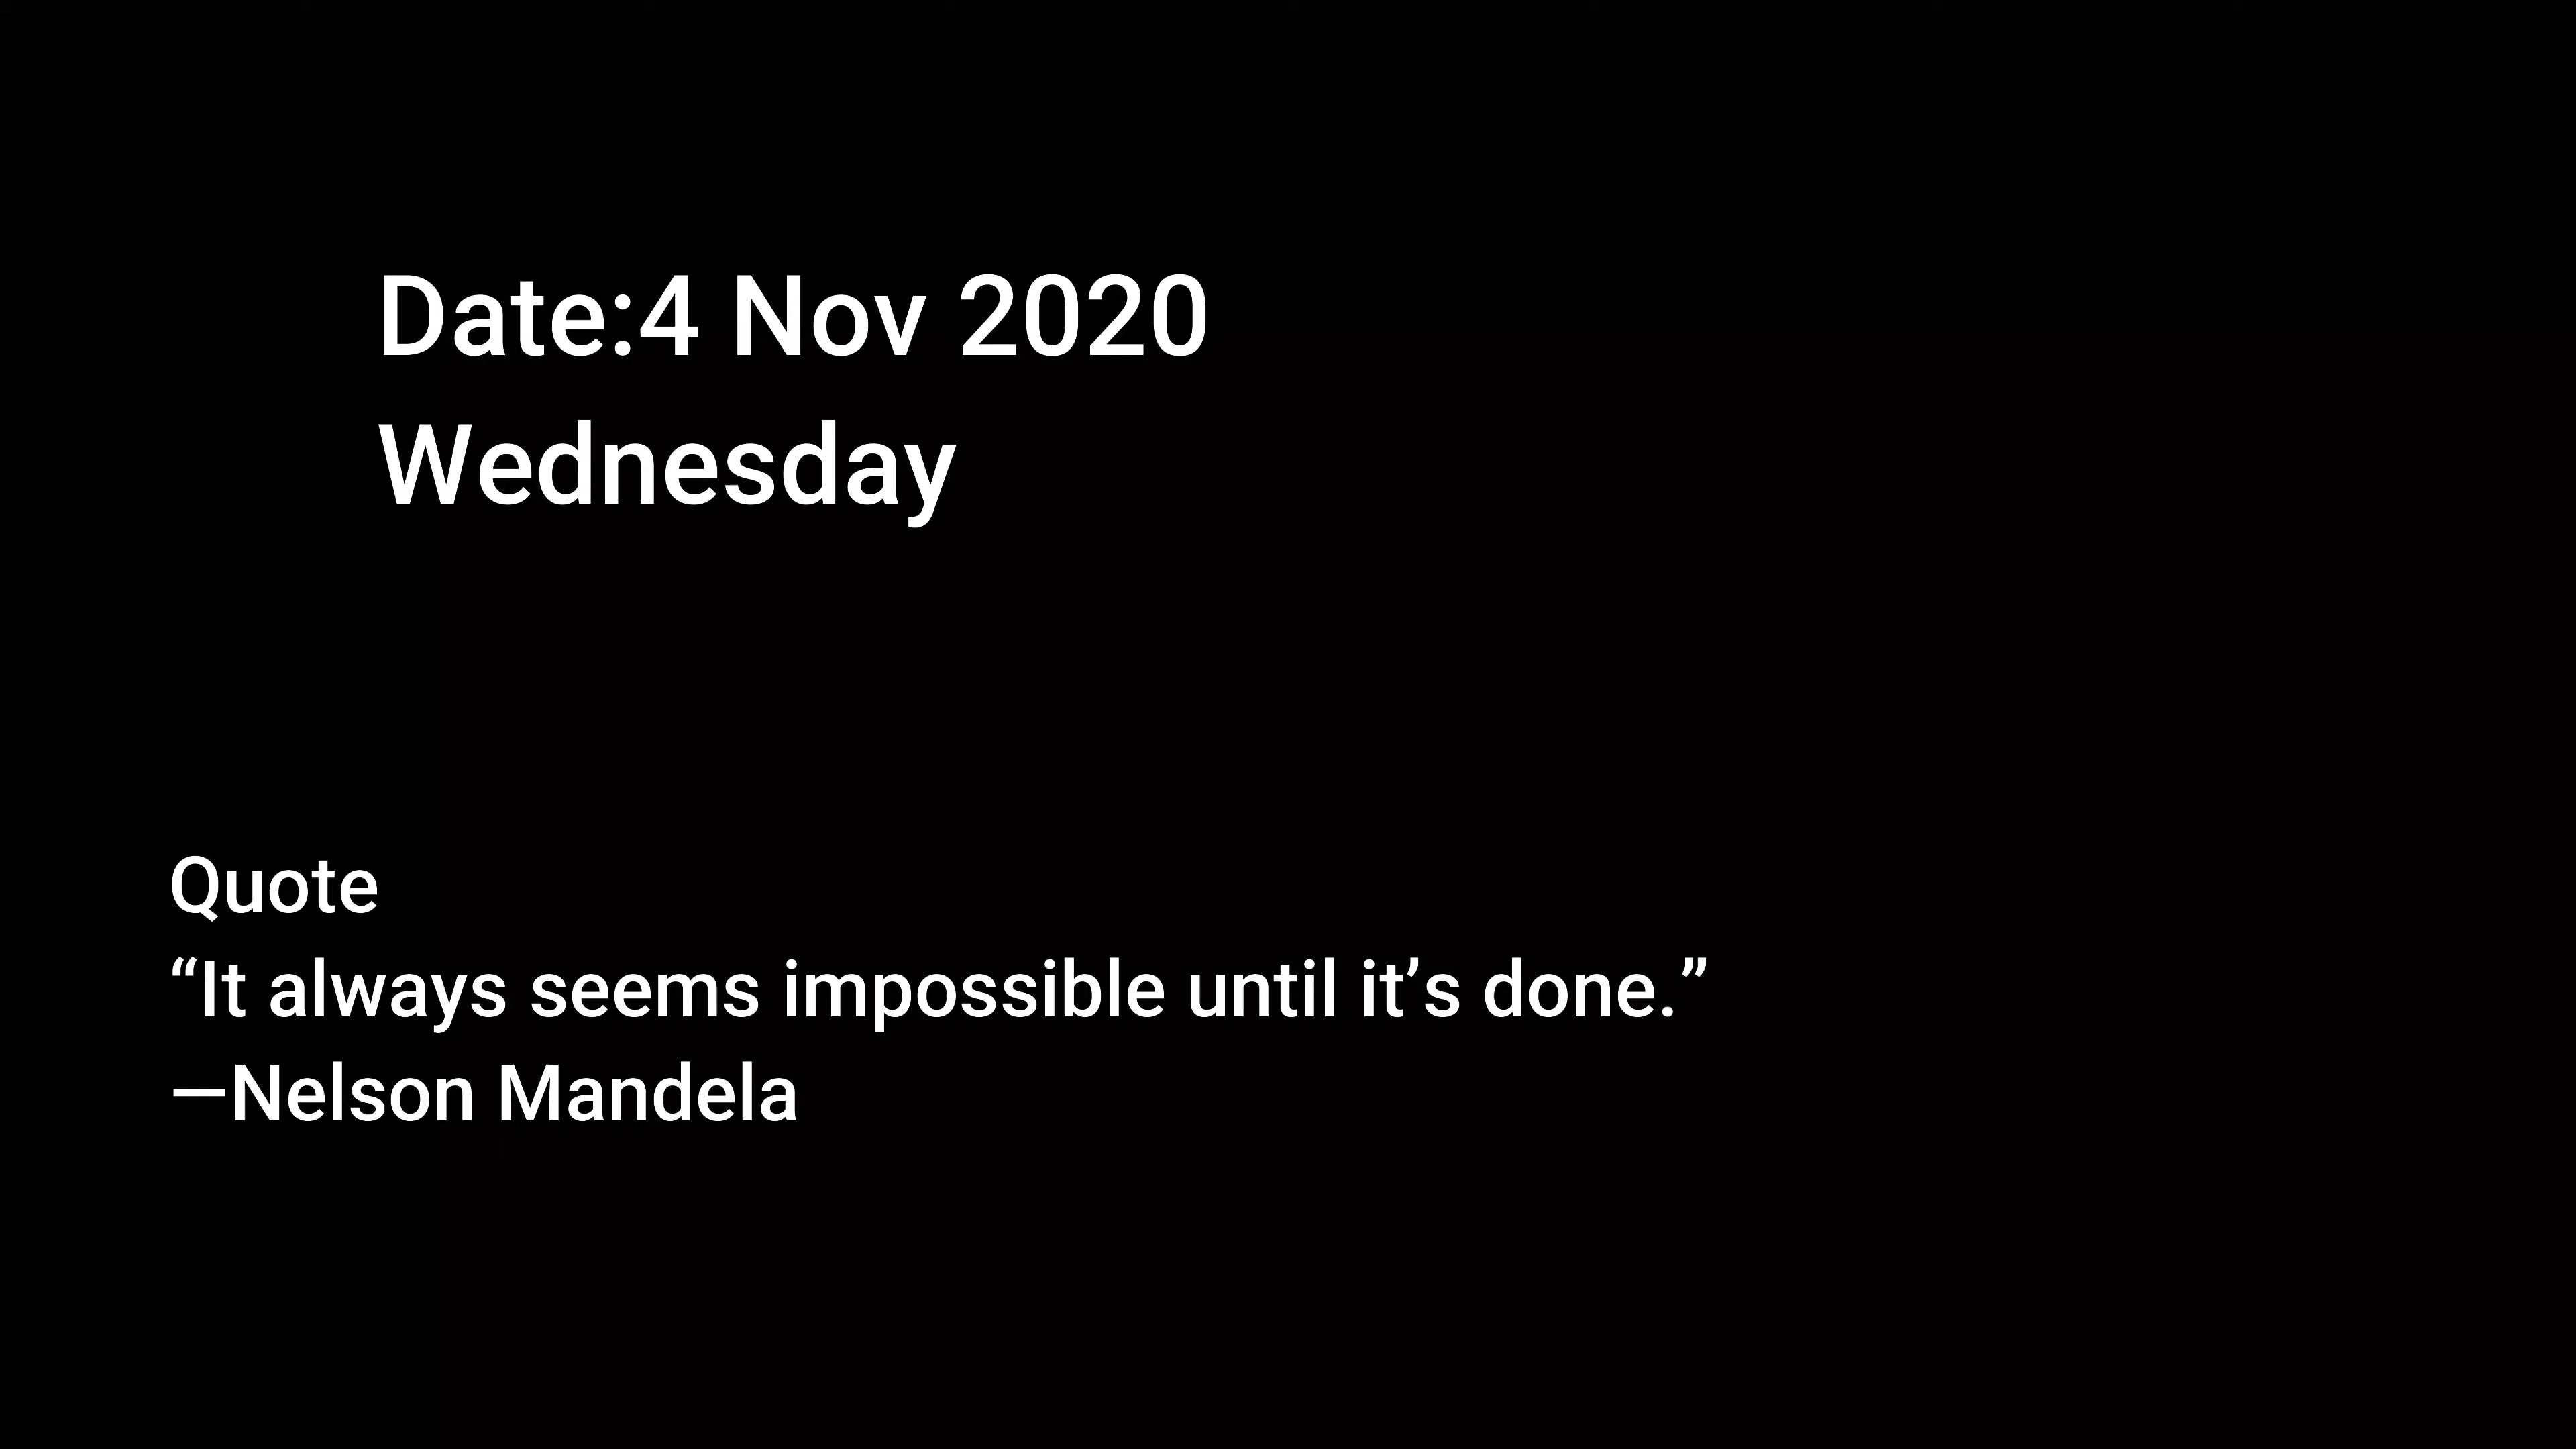 Date:4 Nov 2020
Wednesday
Quote
“It always seems impossible until it’s done.”
—Nelson Mandela